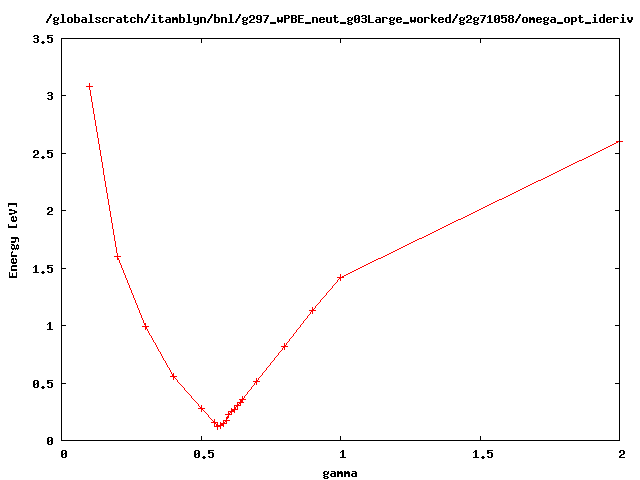 /globalscratch/itamblyn/bnl/g297_wPBE_neut_g03Large_worked/g2g71058/omega_opt_ideriv
3.5
3
2.5
2
1.5
1
0.5
0
Energy [eV]
0 0.5 1 1.5 2
gamma